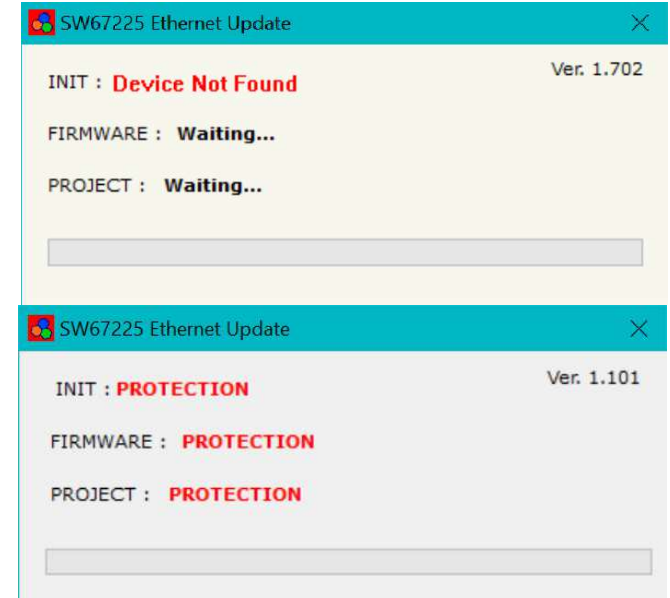 SW67225 Ethernet Update
Ver. 1.702
INIT : Device Not Found
FIRMWARE : Waiting...
PROJECT : Waiting...
SW67225 Ethernet Update
Ver. 1.101
INIT : PROTECTION
FIRMWARE : PROTECTION
PROJECT : PROTECTION